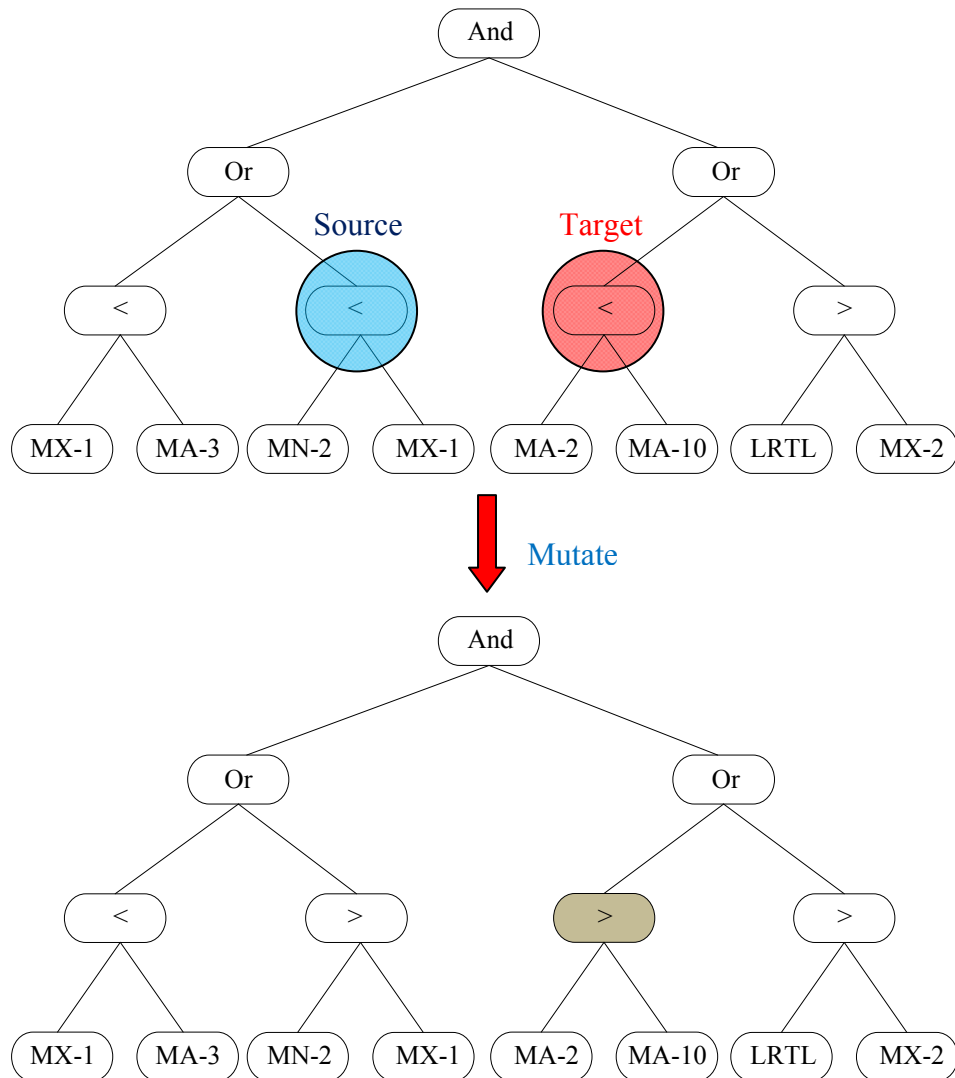 And
Or Or
Source Target
< < < >
MX-1 MA-3 MN-2 MX-1 MA-2 MA-10 LRTL MX-2
Mutate
And
Or Or
< > > >
MX-1 MA-3 MN-2 MX-1 MA-2 MA-10 LRTL MX-2